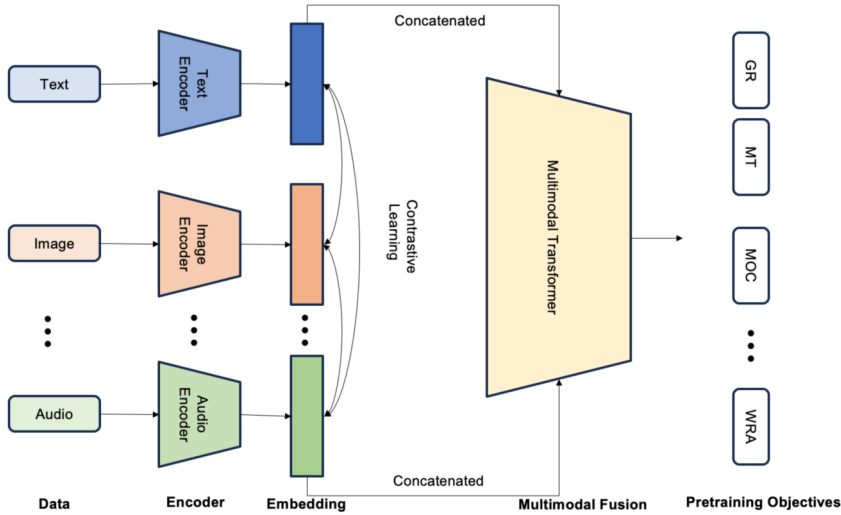 Concatenated
Text
Text
Encoder
GR
MT
Contrastive
Learning
Multimodal Transformer
Image
Image
Encoder
MOC
Audio
Audio
Encoder
WRA
Concatenated
Data
Encoder
Embedding
Multimodal Fusion
Pretraining Objectives